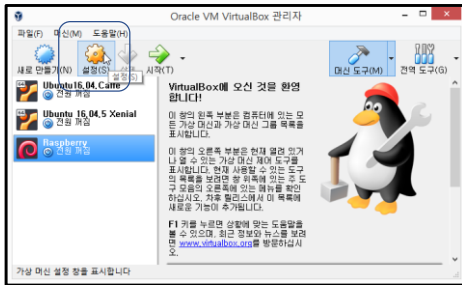 Oracle VM VirtualBox 관리자
파일(F) 머신(M) 도움말(H)
새로 만들기(N) 설정(S) 시작(T) 머신 도구(M) 전역 도구(G)
설정(S)
Ubuntu16,04,Caffe
전원 꺼짐
Ubuntu 16,04,5 Xenial
전원 꺼짐
Raspberry
전원 꺼짐
VirtualBox에 오신 것을 환영
합니다!
이 창의 왼쪽 부분은 컴퓨터에 있는 모
든 가상 머신과 가상 머신 그룹 목록을
표시합니다.
이 창의 오른쪽 부분은 현재 열려 있거
나 열 수 있는 가상 머신 제어 도구를
표시합니다. 현재 사용할 수 있는 도구
의 목록을 보려면 창 위쪽에 있는 주 도
구 모음의 오른쪽에 있는 메뉴를 확인
하십시오. 차후 릴리스에서 이 목록에
새로운 기능이 추가됩니다.
F1 키를 누르면 상황에 맞는 도움말을
볼 수 있으며, 최근 정보와 뉴스를 보려
면 www.virtualbox.org를 방문하십시
오.
가상 머신 설정 창을 표시합니다